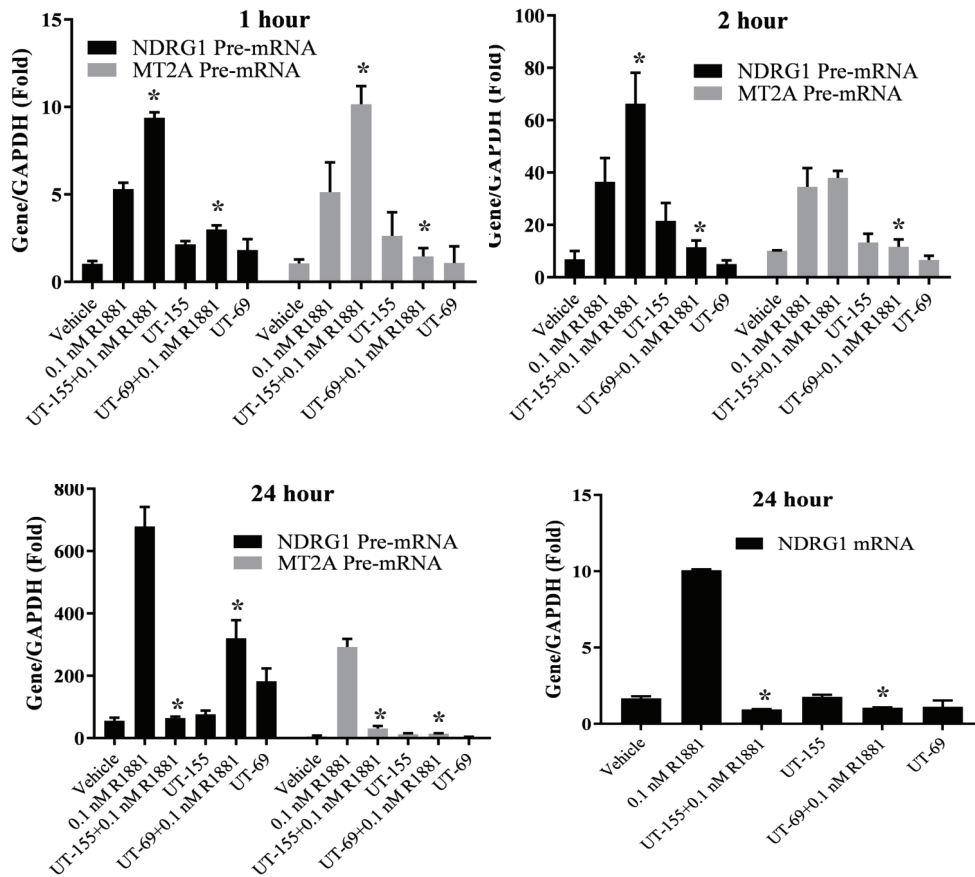 1 hour
NDRG1 Pre-mRNA
MT2A Pre-mRNA
Gene/GAPDH (Fold)
15
10
5
0
Vehicle
0.1 nM R1881
UT-155+0.1 nM R1881
UT-155
UT-69+0.1 nM R1881
UT-69
Vehicle
0.1 nM R1881
UT-155+0.1 nM R1881
UT-155
UT-69+0.1 nM R1881
UT-69
* * * *
2 hour
NDRG1 Pre-mRNA
MT2A Pre-mRNA
Gene/GAPDH (Fold)
100
80
60
40
20
0
Vehicle
0.1 nM R1881
UT-155+0.1 nM R1881
UT-155
UT-69+0.1 nM R1881
UT-69
Vehicle
0.1 nM R1881
UT-155+0.1 nM R1881
UT-155
UT-69+0.1 nM R1881
UT-69
* * *
24 hour
NDRG1 Pre-mRNA
MT2A Pre-mRNA
Gene/GAPDH (Fold)
800
600
400
200
0
Vehicle
0.1 nM R1881
UT-155+0.1 nM R1881
UT-155
UT-69+0.1 nM R1881
UT-69
Vehicle
0.1 nM R1881
UT-155+0.1 nM R1881
UT-155
UT-69+0.1 nM R1881
UT-69
* * * *
24 hour
NDRG1 mRNA
Gene/GAPDH (Fold)
15
10
5
0
Vehicle
0.1 nM R1881
UT-155+0.1 nM R1881
UT-155
UT-69+0.1 nM R1881
UT-69
* *